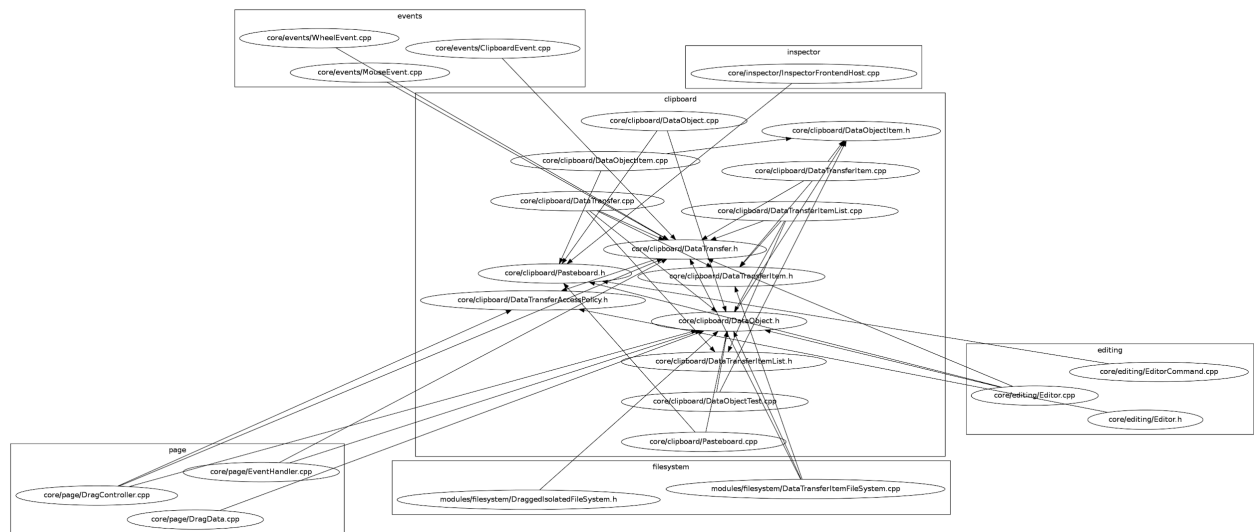 events
core/events/WheelEvent.cpp
core/events/ClipboardEvent.cpp
core/events/MouseEvent.cpp
inspector
core/inspector/InspectorFrontendHost.cpp
clipboard
core/clipboard/DataObject.cpp
core/clipboard/DataObjectItem.h
core/clipboard/DataObjectItem.cpp
core/clipboard/DataTransferItem.cpp
core/clipboard/DataTransfer.cpp
core/clipboard/DataTransferItemList.cpp
core/clipboard/DataTransfer.h
core/clipboard/Pasteboard.h
core/clipboard/DataTransferItem.h
core/clipboard/DataTransferAccessPolicy.h
core/clipboard/DataObject.h
core/clipboard/DataTransferItemList.h
core/clipboard/DataObjectTest.cpp
core/clipboard/Pasteboard.cpp
editing
core/editing/EditorCommand.cpp
core/editing/Editor.cpp
core/editing/Editor.h
page
core/page/EventHandler.cpp
core/page/DragController.cpp
core/page/DragData.cpp
filesystem
modules/filesystem/DataTransferItemFileSystem.cpp
modules/filesystem/DraggedIsolatedFileSystem.h